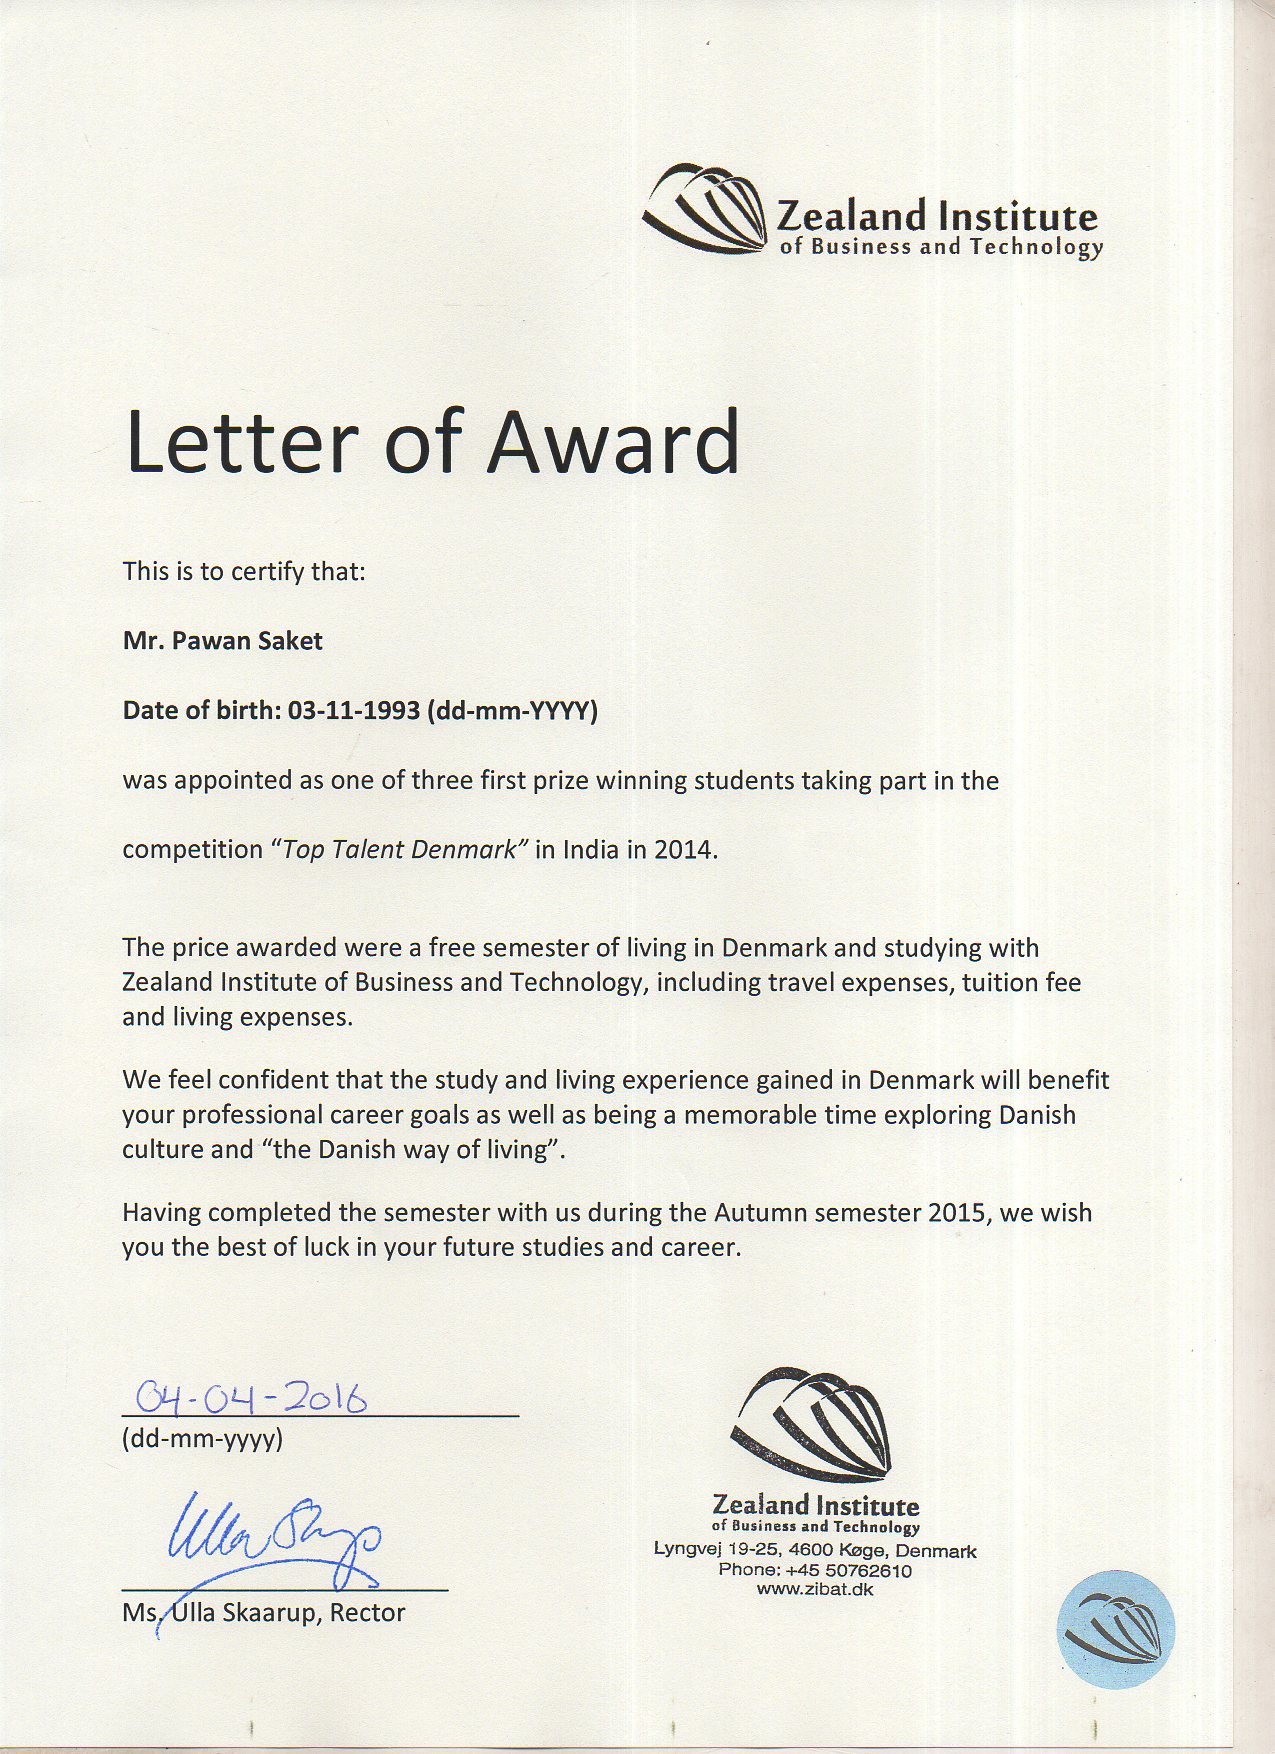 Zealand Institute
of Business and Technology
Letter of Award
This is to certify that:
Mr. Pawan Saket
Date of birth: 03-11-1993 (dd-mm-YYYY)
was appointed as one of three first prize winning students taking part in the
competition “Top Talent Denmark” in India in 2014.
The price awarded were a free semester of living in Denmark and studying with
Zealand Institute of Business and Technology, including travel expenses, tuition fee
and living expenses.
We feel confident that the study and living experience gained in Denmark will benefit
your professional career goals as well as being a memorable time exploring Danish
culture and “the Danish way of living”.
Having completed the semester with us during the Autumn semester 2015, we wish
you the best of luck in your future studies and career.
04-04-2016
(dd-mm-yyyy)
Ulla Skaarup
Ms. Ulla Skaarup, Rector
Zealand Institute
of Business and Technology
Lyngvej 19-25, 4600 Køge, Denmark
Phone: +45 50762610
www.zibat.dk